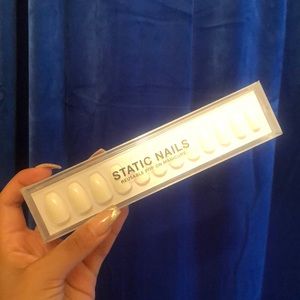 STATIC NAILS
REUSABLE POP-ON MANICURE